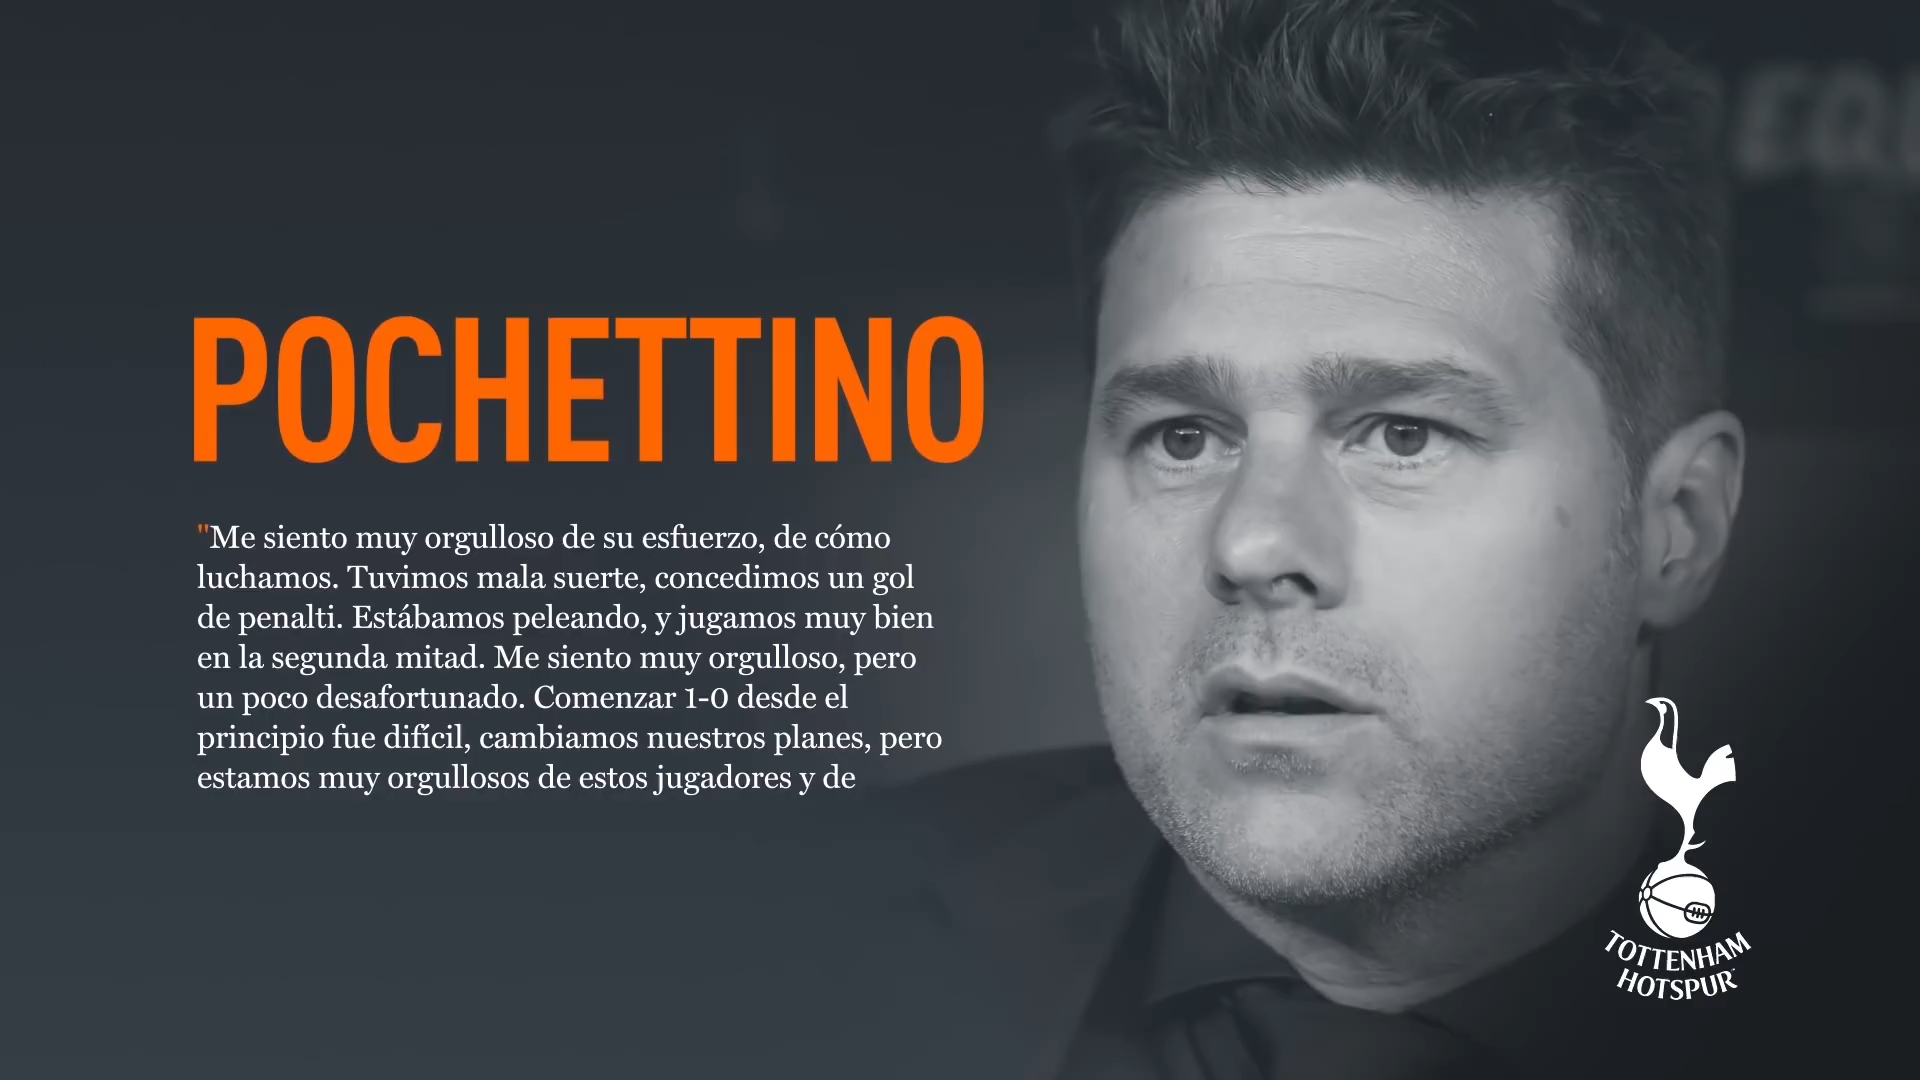 POCHETTINO
"Me siento muy orgulloso de su esfuerzo, de cómo
luchamos. Tuvimos mala suerte, concedimos un gol
de penalti. Estábamos peleando, y jugamos muy bien
en la segunda mitad. Me siento muy orgulloso, pero
un poco desafortunado. Comenzar 1-0 desde el
principio fue difícil, cambiamos nuestros planes, pero
estamos muy orgullosos de estos jugadores y de
TOTTENHAM
HOTSPUR